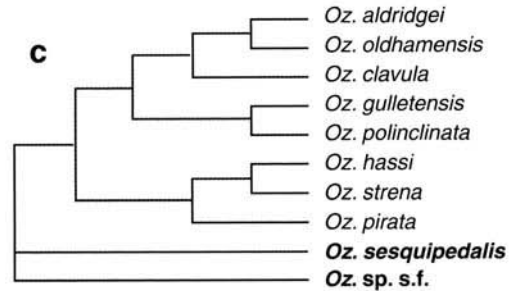 c
Oz. aldridgei
Oz. oldhamensis
Oz. clavula
Oz. gulletensis
Oz. polinclinata
Oz. hassi
Oz. strena
Oz. pirata
Oz. sesquipedalis
Oz. sp. s.f.